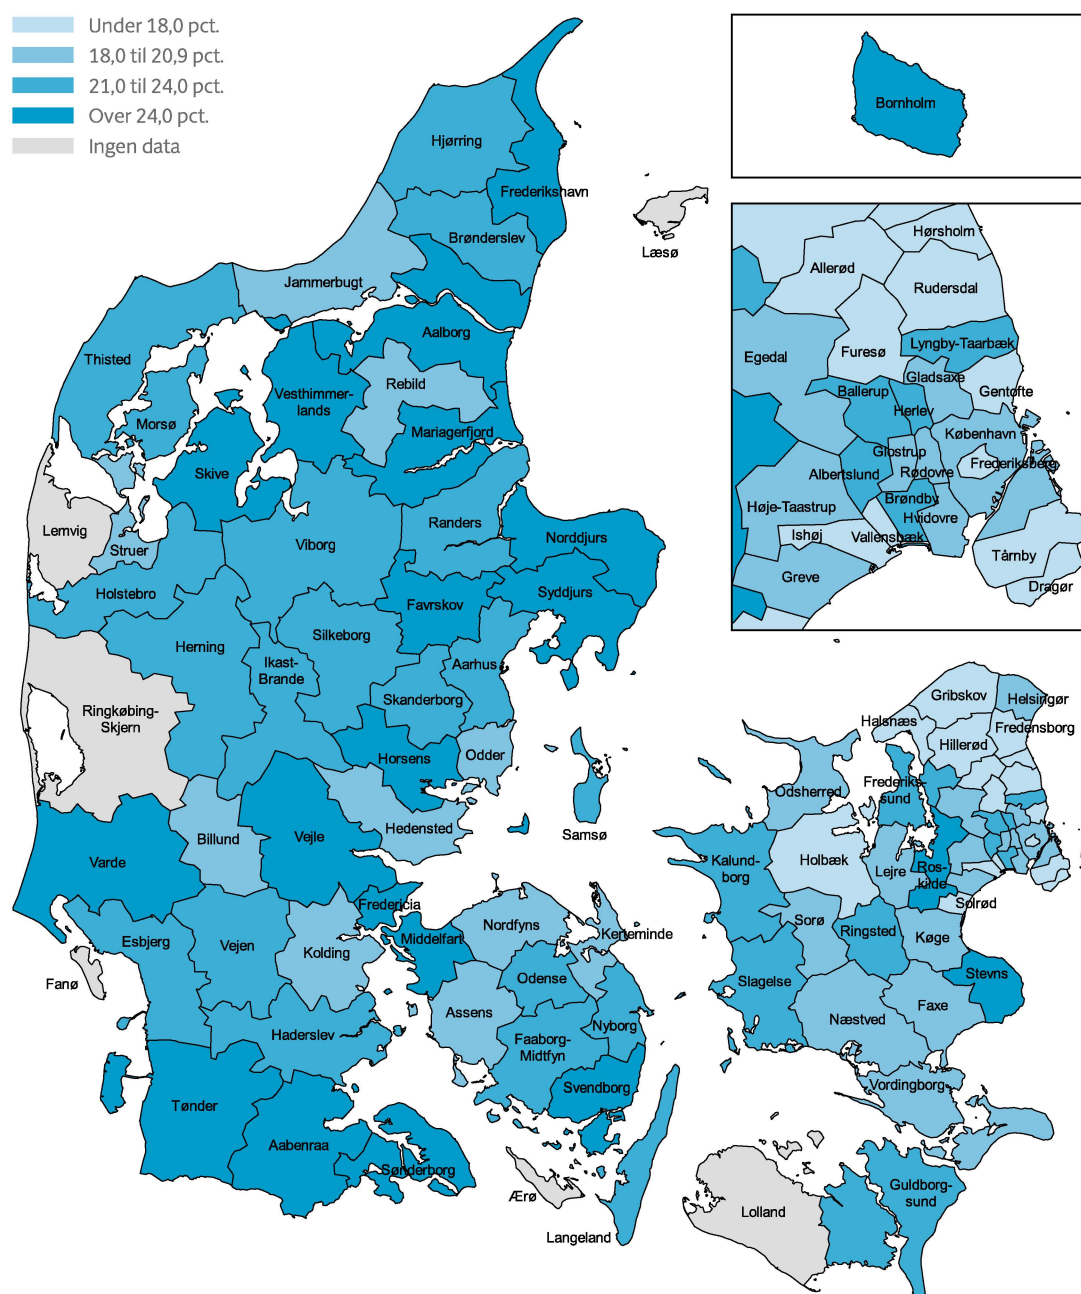 Under 18,0 pct.
18,0 til 20,9 pct.
21,0 til 24,0 pct.
Over 24,0 pct.
Ingen data
Bornholm
Hjørring
Frederikshavn
Brønderslev
Læsø
Jammerbugt
Aalborg
Thisted
Rebild
Vesthimmer-
lands
Morsø
Mariagerfjord
Skive
Lemvig
Randers
Struer
Viborg
Norddjurs
Holstebro
Favrskov
Syddjurs
Herning
Silkeborg
Ikast-
Brande
Aarhus
Skanderborg
Ringkøbing-
Skjern
Horsens
Odder
Hedensted
Samsø
Billund
Vejle
Varde
Fredericia
Esbjerg
Vejen
Kolding
Middelfart
Nordfyns
Kerteminde
Fanø
Odense
Assens
Haderslev
Faaborg-
Midtfyn
Nyborg
Svendborg
Tønder
Aabenraa
Sønderborg
Ærø
Langeland
Hørsholm
Allerød
Rudersdal
Egedal
Furesø
Lyngby-Taarbæk
Gladsaxe
Ballerup
Gentofte
Herlev
København
Glostrup
Frederiksberg
Albertslund
Rødovre
Høje-Taastrup
Brøndby
Hvidovre
Ishøj
Vallensbæk
Tårnby
Greve
Dragør
Gribskov
Helsingør
Halsnæs
Fredensborg
Hillerød
Odsherred
Frederiks-
sund
Kalund-
borg
Holbæk
Lejre
Ros-
kilde
Solrød
Sorø
Ringsted
Køge
Slagelse
Stevns
Næstved
Faxe
Vordingborg
Guldborg-
sund
Lolland